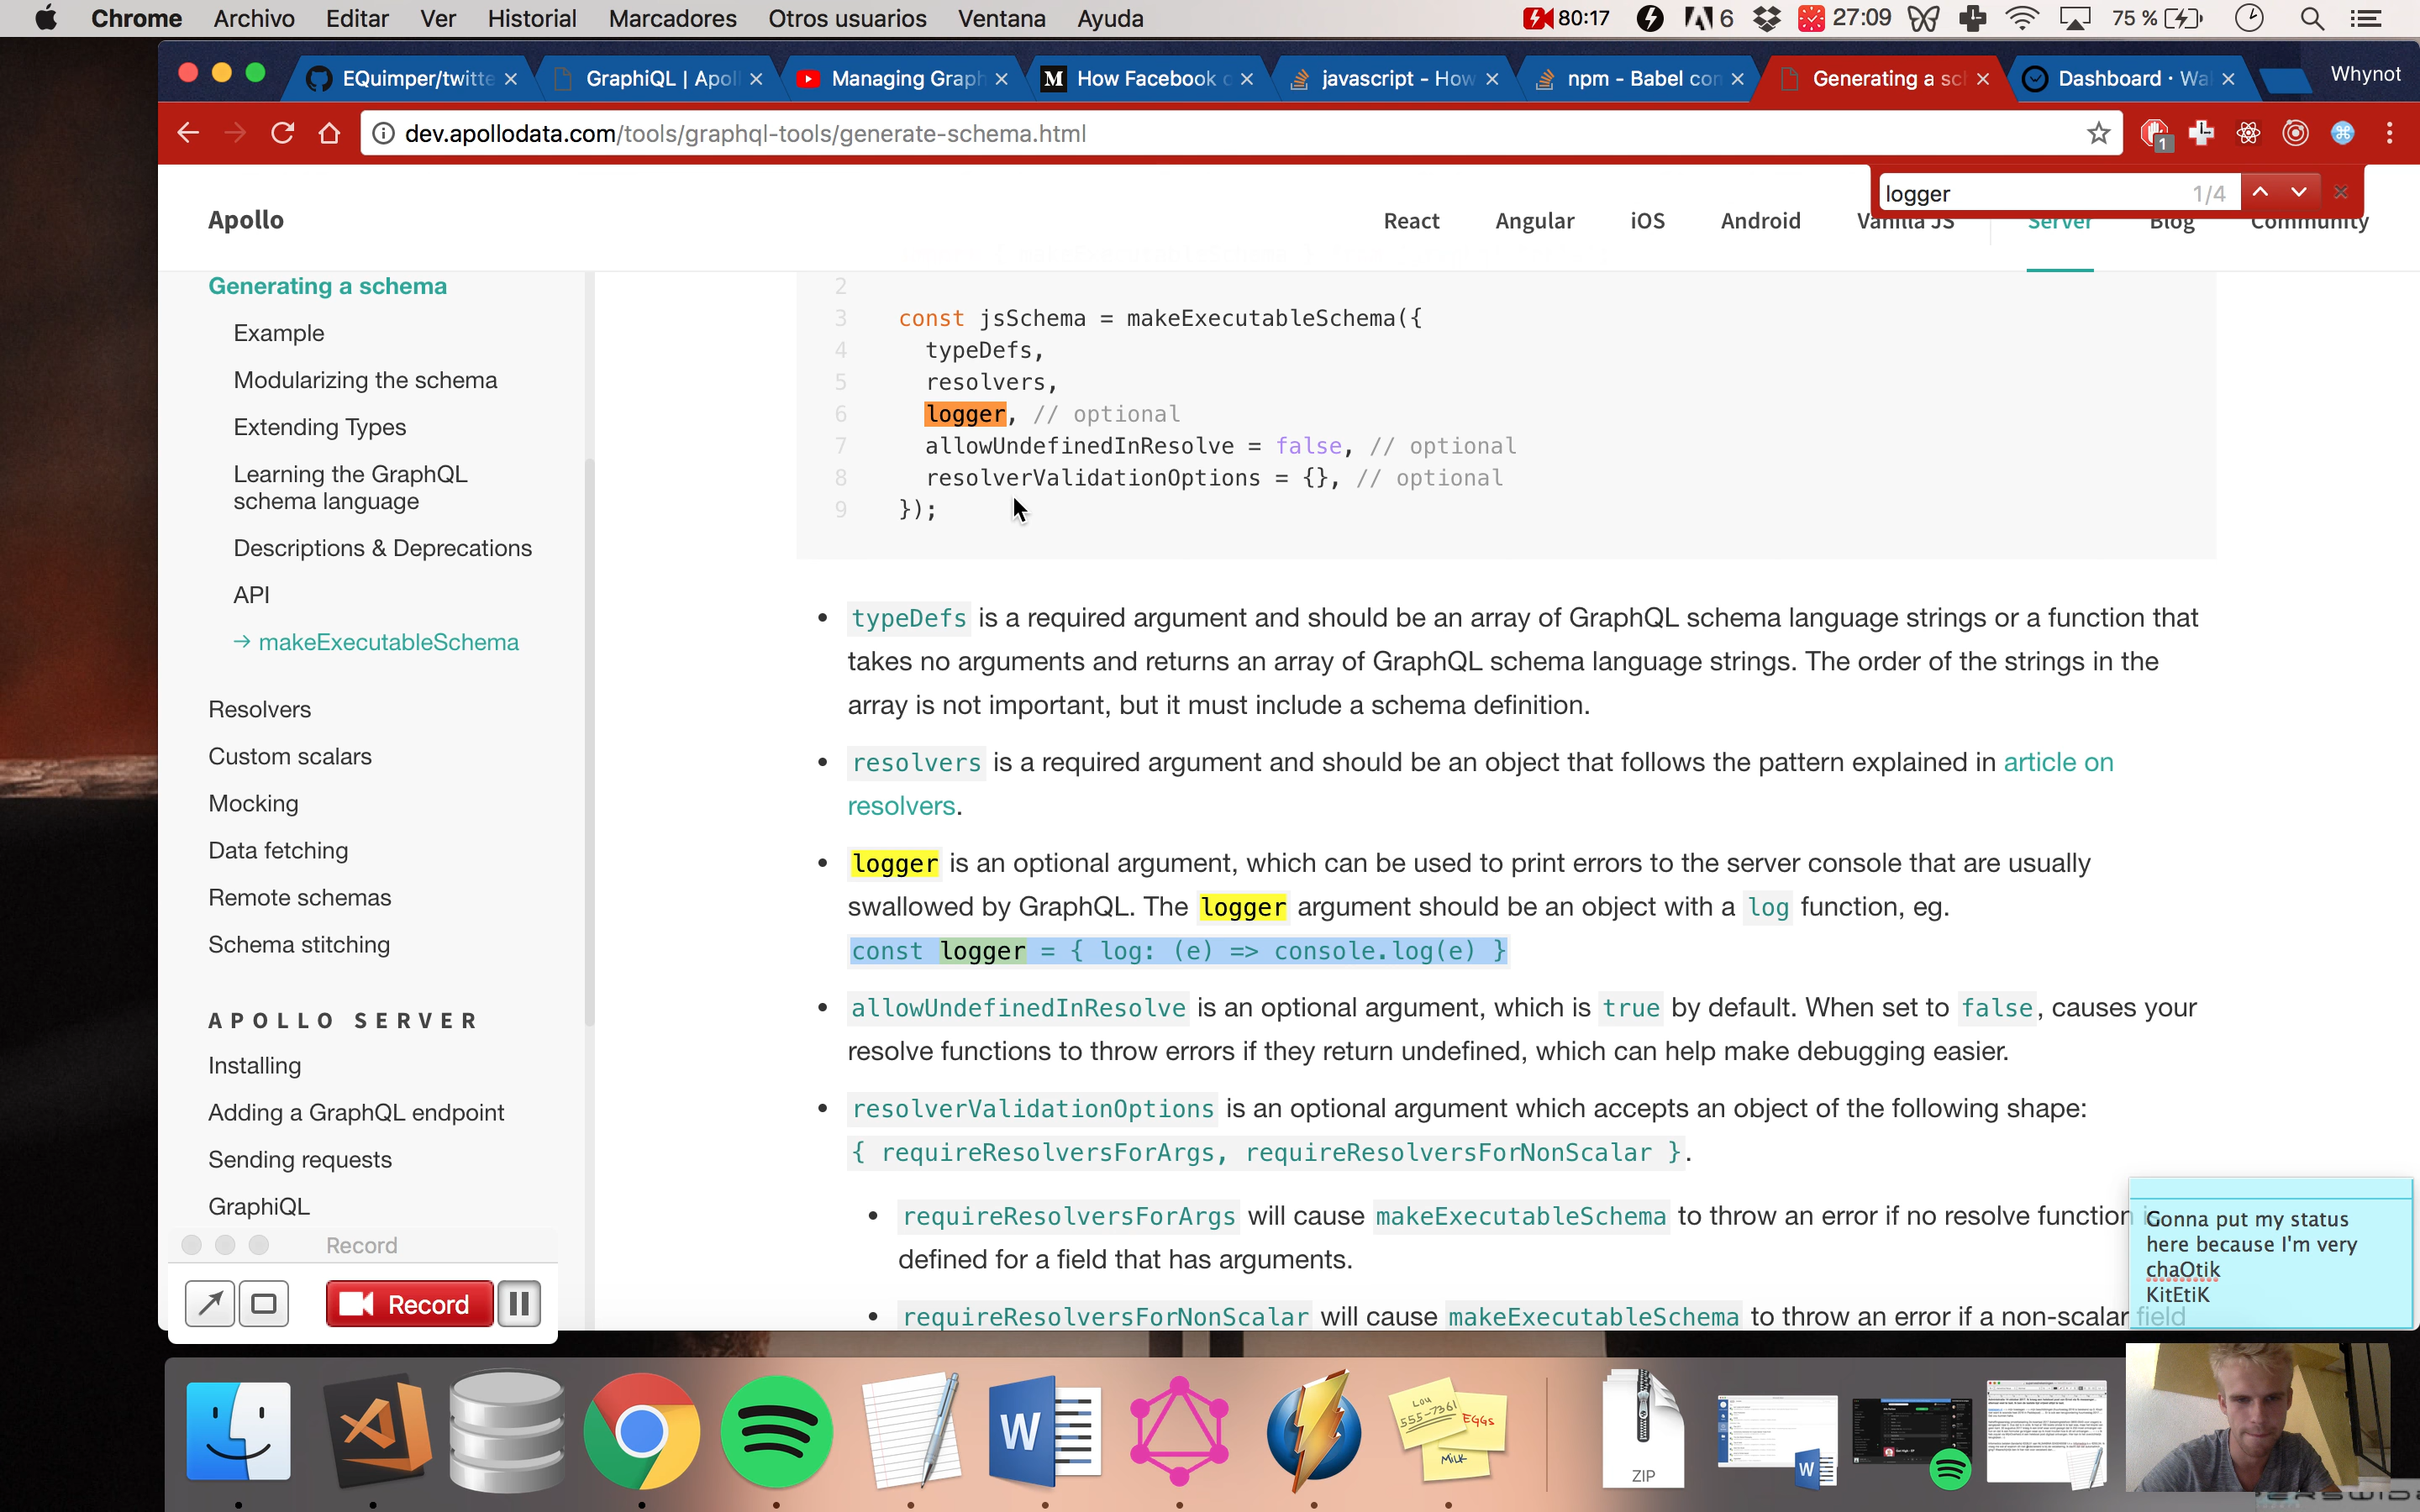 Chrome Archivo Editar Ver Historial Marcadores Otros usuarios Ventana Ayuda 80:17 6 27:09 75 %
EQuimper/twitte GraphiQL | Apol Managing Graph How Facebook javascript - How npm - Babel con Generating a sc Dashboard · Wa Whynot
dev.apollodata.com/tools/graphql-tools/generate-schema.html
1
logger 1/4
Apollo React Angular iOS Android Vanilla JS Server Blog Community
Generating a schema
Example
Modularizing the schema
Extending Types
Learning the GraphQL
schema language
Descriptions & Deprecations
API
→ makeExecutableSchema
Resolvers
Custom scalars
Mocking
Data fetching
Remote schemas
Schema stitching
APOLLO SERVER
Installing
Adding a GraphQL endpoint
Sending requests
GraphiQL
2
3 const jsSchema = makeExecutableSchema({
4 typeDefs,
5 resolvers,
6 logger, // optional
7 allowUndefinedInResolve = false, // optional
8 resolverValidationOptions = {}, // optional
9 });
• typeDefs is a required argument and should be an array of GraphQL schema language strings or a function that
takes no arguments and returns an array of GraphQL schema language strings. The order of the strings in the
array is not important, but it must include a schema definition.
• resolvers is a required argument and should be an object that follows the pattern explained in article on
resolvers.
• logger is an optional argument, which can be used to print errors to the server console that are usually
swallowed by GraphQL. The logger argument should be an object with a log function, eg.
const logger = { log: (e) => console.log(e) }
• allowUndefinedInResolve is an optional argument, which is true by default. When set to false, causes your
resolve functions to throw errors if they return undefined, which can help make debugging easier.
• resolverValidationOptions is an optional argument which accepts an object of the following shape:
{ requireResolversForArgs, requireResolversForNonScalar }.
• requireResolversForArgs will cause makeExecutableSchema to throw an error if no resolve function is
defined for a field that has arguments.
• requireResolversForNonScalar will cause makeExecutableSchema to throw an error if a non-scalar field
Gonna put my status
here because I'm very
chaOtik
KitEtiK
Record
Record
LOU
555-7361
EGGs
MiLK
W
ZIP
W